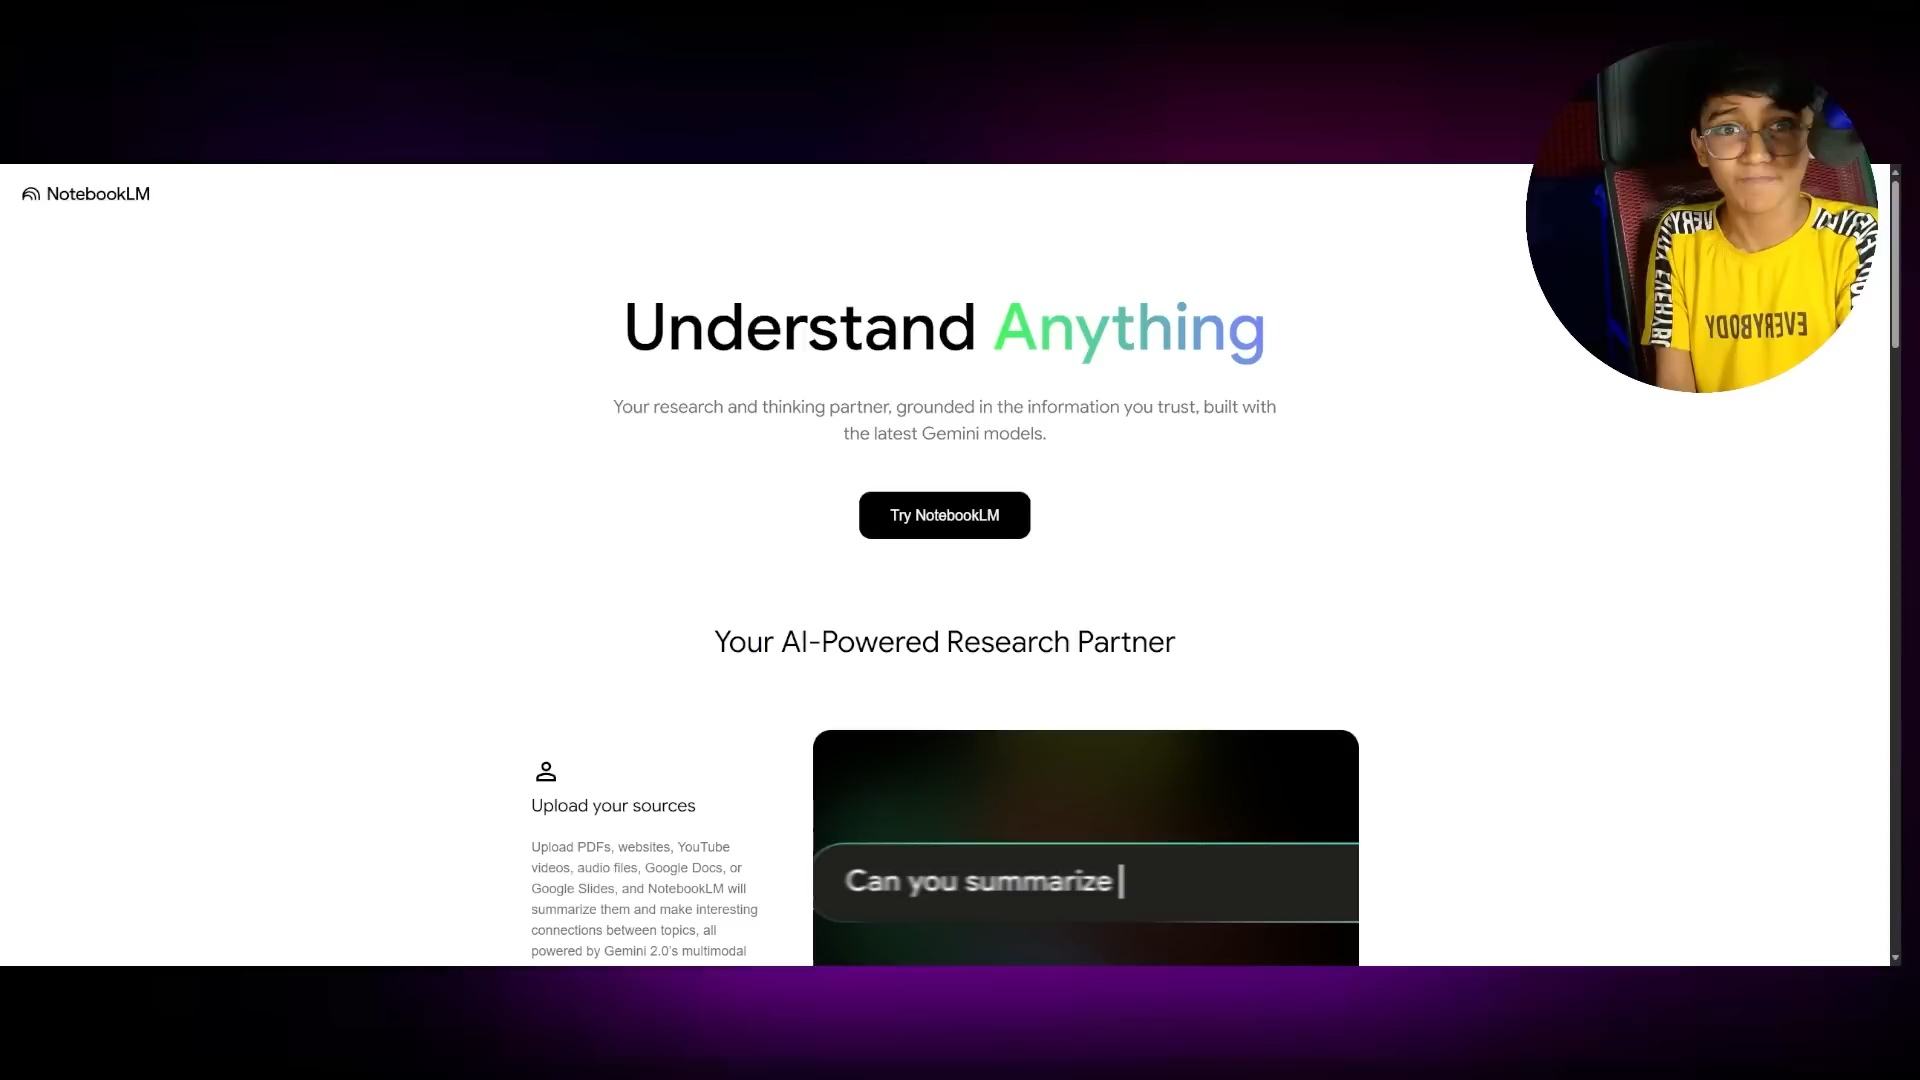 NotebookLM
Understand Anything
Your research and thinking partner, grounded in the information you trust, built with
the latest Gemini models.
Try NotebookLM
Your AI-Powered Research Partner
Upload your sources
Upload PDFs, websites, YouTube
videos, audio files, Google Docs, or
Google Slides, and NotebookLM will
summarize them and make interesting
connections between topics, all
powered by Gemini 2.0's multimodal
Can you summarize
EVERYBODY